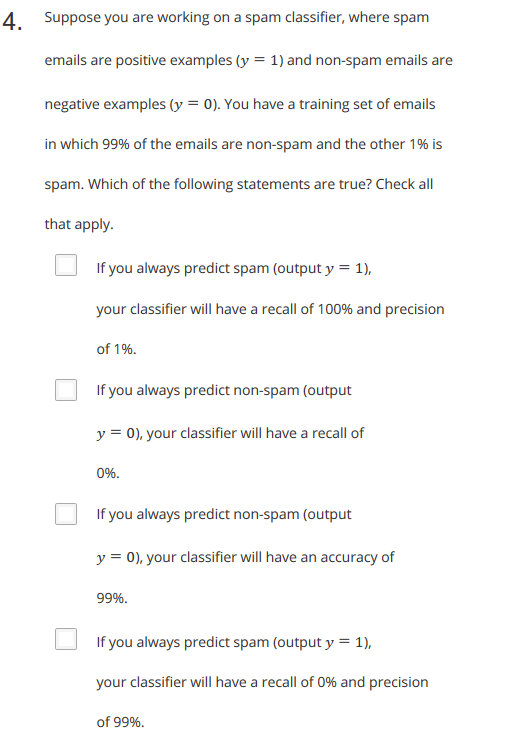 4. Suppose you are working on a spam classifier, where spam
emails are positive examples (y = 1) and non-spam emails are
negative examples (y = 0). You have a training set of emails
in which 99% of the emails are non-spam and the other 1% is
spam. Which of the following statements are true? Check all
that apply.
If you always predict spam (output y = 1),
your classifier will have a recall of 100% and precision
of 1%.
If you always predict non-spam (output
y = 0), your classifier will have a recall of
0%.
If you always predict non-spam (output
y = 0), your classifier will have an accuracy of
99%.
If you always predict spam (output y = 1),
your classifier will have a recall of 0% and precision
of 99%.